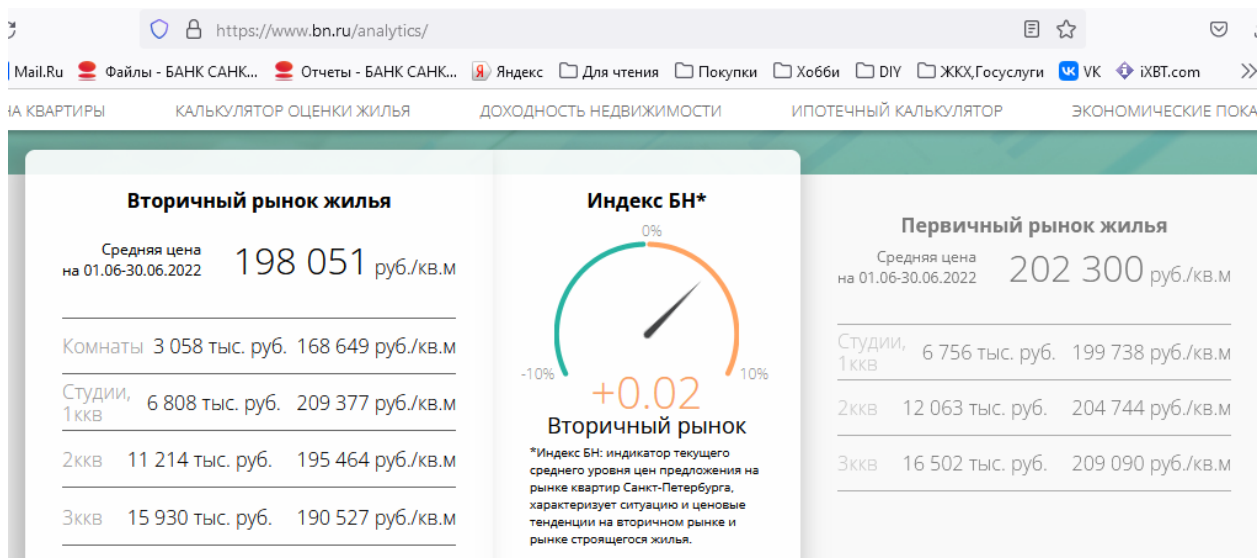 https://www.bn.ru/analytics/
Mail.Ru Файлы - БАНК САНК... Отчеты - БАНК САНК... Яндекс Для чтения Покупки Хобби DIY ЖКХ,Госуслуги VK iXBT.com
НА КВАРТИРЫ КАЛЬКУЛЯТОР ОЦЕНКИ ЖИЛЬЯ ДОХОДНОСТЬ НЕДВИЖИМОСТИ ИПОТЕЧНЫЙ КАЛЬКУЛЯТОР ЭКОНОМИЧЕСКИЕ ПОКА
Вторичный рынок жилья
Средняя цена
на 01.06-30.06.2022 198 051 руб./кв.м
Комнаты 3 058 тыс. руб. 168 649 руб./кв.м
Студии,
1ккв 6 808 тыс. руб. 209 377 руб./кв.м
2ккв 11 214 тыс. руб. 195 464 руб./кв.м
3ккв 15 930 тыс. руб. 190 527 руб./кв.м
Индекс БН*
0%
-10% 10%
+0.02
Вторичный рынок
*Индекс БН: индикатор текущего
среднего уровня цен предложения на
рынке квартир Санкт-Петербурга,
характеризует ситуацию и ценовые
тенденции на вторичном рынке и
рынке строящегося жилья.
Первичный рынок жилья
Средняя цена
на 01.06-30.06.2022 202 300 руб./кв.м
Студии,
1ккв 6 756 тыс. руб. 199 738 руб./кв.м
2ккв 12 063 тыс. руб. 204 744 руб./кв.м
3ккв 16 502 тыс. руб. 209 090 руб./кв.м